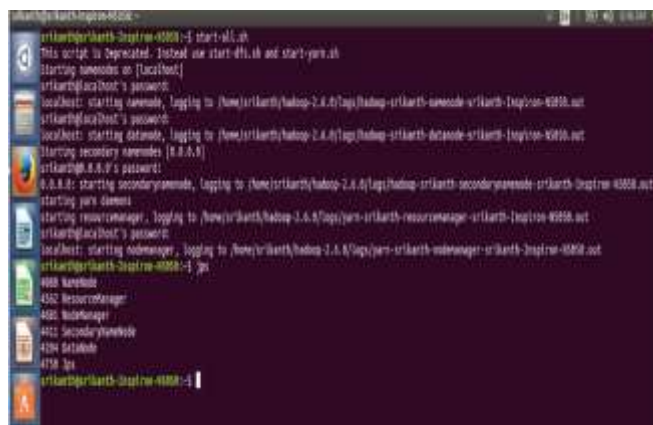 srikanth@srikanth-Inspiron-N5050:~$ start-all.sh
This script is Deprecated. Instead use start-dfs.sh and start-yarn.sh
Starting namenodes on [localhost]
srikanth@localhost's password:
localhost: starting namenode, logging to /home/srikanth/hadoop-2.6.0/logs/hadoop-srikanth-namenode-srikanth-Inspiron-N5050.out
srikanth@localhost's password:
localhost: starting datanode, logging to /home/srikanth/hadoop-2.6.0/logs/hadoop-srikanth-datanode-srikanth-Inspiron-N5050.out
Starting secondary namenodes [0.0.0.0]
srikanth@0.0.0.0's password:
0.0.0.0: starting secondarynamenode, logging to /home/srikanth/hadoop-2.6.0/logs/hadoop-srikanth-secondarynamenode-srikanth-Inspiron-N5050.out
starting yarn daemons
starting resourcemanager, logging to /home/srikanth/hadoop-2.6.0/logs/yarn-srikanth-resourcemanager-srikanth-Inspiron-N5050.out
srikanth@localhost's password:
localhost: starting nodemanager, logging to /home/srikanth/hadoop-2.6.0/logs/yarn-srikanth-nodemanager-srikanth-Inspiron-N5050.out
srikanth@srikanth-Inspiron-N5050:~$ jps
NameNode
4562 ResourceManager
NodeManager
4411 SecondaryNameNode
4204 DataNode
4750 Jps
srikanth@srikanth-Inspiron-N5050:~$